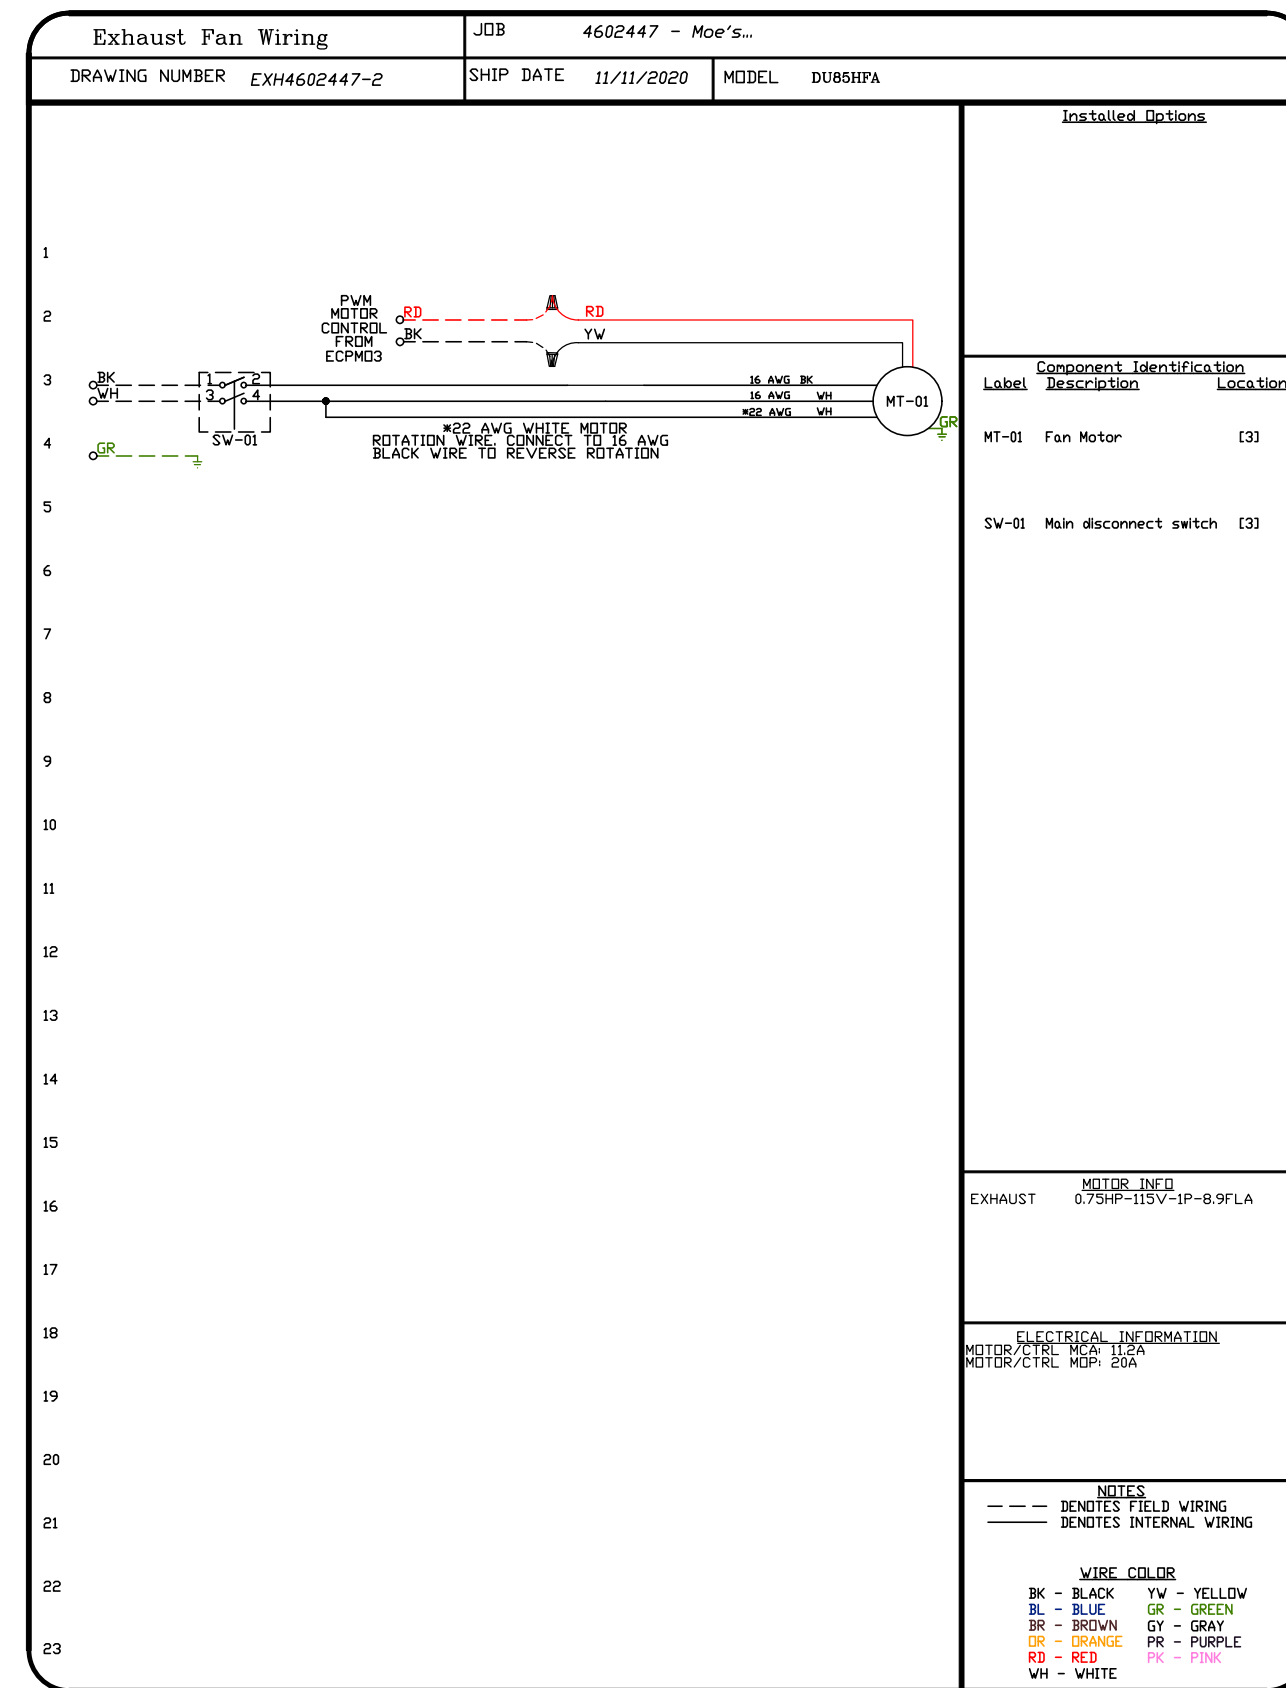 Exhaust Fan Wiring
JOB 4602447 - Moe's...
DRAWING NUMBER EXH4602447-2
SHIP DATE 11/11/2020
MODEL DU85HFA
1
2
3
4
5
6
7
8
9
10
11
12
13
14
15
16
17
18
19
20
21
22
23
PWM
MOTOR
CONTROL
FROM
ECPM03
RD
BK
RD
YW
BK
WH
1 2
3 4
SW-01
GR
16 AWG BK
16 AWG WH
*22 AWG WH
MT-01
GR
*22 AWG WHITE MOTOR
ROTATION WIRE. CONNECT TO 16 AWG
BLACK WIRE TO REVERSE ROTATION
Installed Options
Component Identification
Label Description Location
MT-01 Fan Motor [3]
SW-01 Main disconnect switch [3]
MOTOR INFO
EXHAUST 0.75HP-115V-1P-8.9FLA
ELECTRICAL INFORMATION
MOTOR/CTRL MCA: 11.2A
MOTOR/CTRL MOP: 20A
NOTES
DENOTES FIELD WIRING
DENOTES INTERNAL WIRING
WIRE COLOR
BK - BLACK YW - YELLOW
BL - BLUE GR - GREEN
BR - BROWN GY - GRAY
OR - ORANGE PR - PURPLE
RD - RED PK - PINK
WH - WHITE